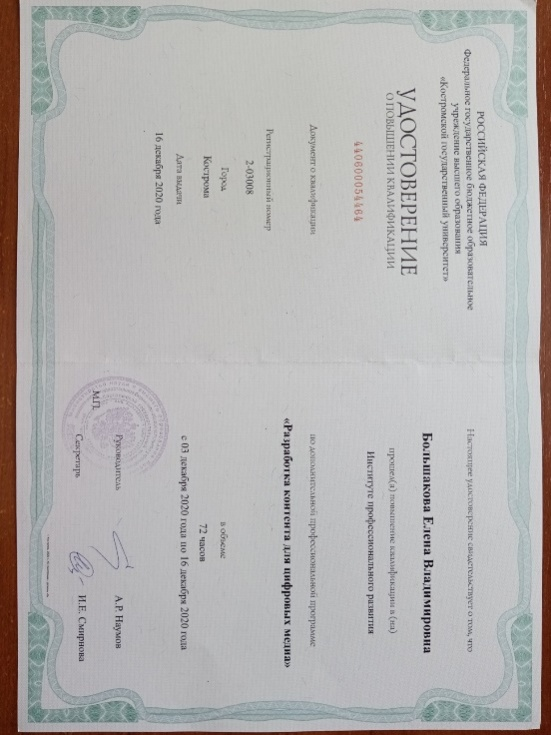 РОССИЙСКАЯ ФЕДЕРАЦИЯ
Федеральное государственное бюджетное образовательное
учреждение высшего образования
«Костромской государственный университет»
УДОСТОВЕРЕНИЕ
О ПОВЫШЕНИИ КВАЛИФИКАЦИИ
440600054464
Документ о квалификации
Регистрационный номер
2-03008
Город
Кострома
Дата выдачи
16 декабря 2020 года
Настоящее удостоверение свидетельствует о том, что
Большакова Елена Владимировна
прошел(а) повышение квалификации в (на)
Институте профессионального развития
по дополнительной профессиональной программе
«Разработка контента для цифровых медиа»
в объеме
72 часов
с 03 декабря 2020 года по 16 декабря 2020 года
Руководитель А.Р. Наумов
М.П.
Секретарь И.Е. Смирнова